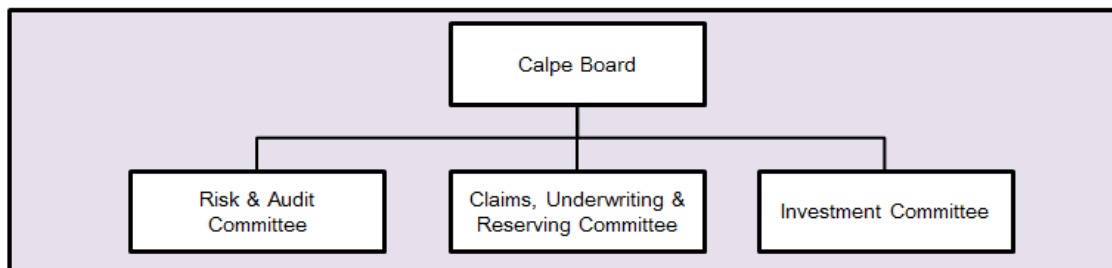 Calpe Board
Risk & Audit
Committee
Claims, Underwriting &
Reserving Committee
Investment Committee